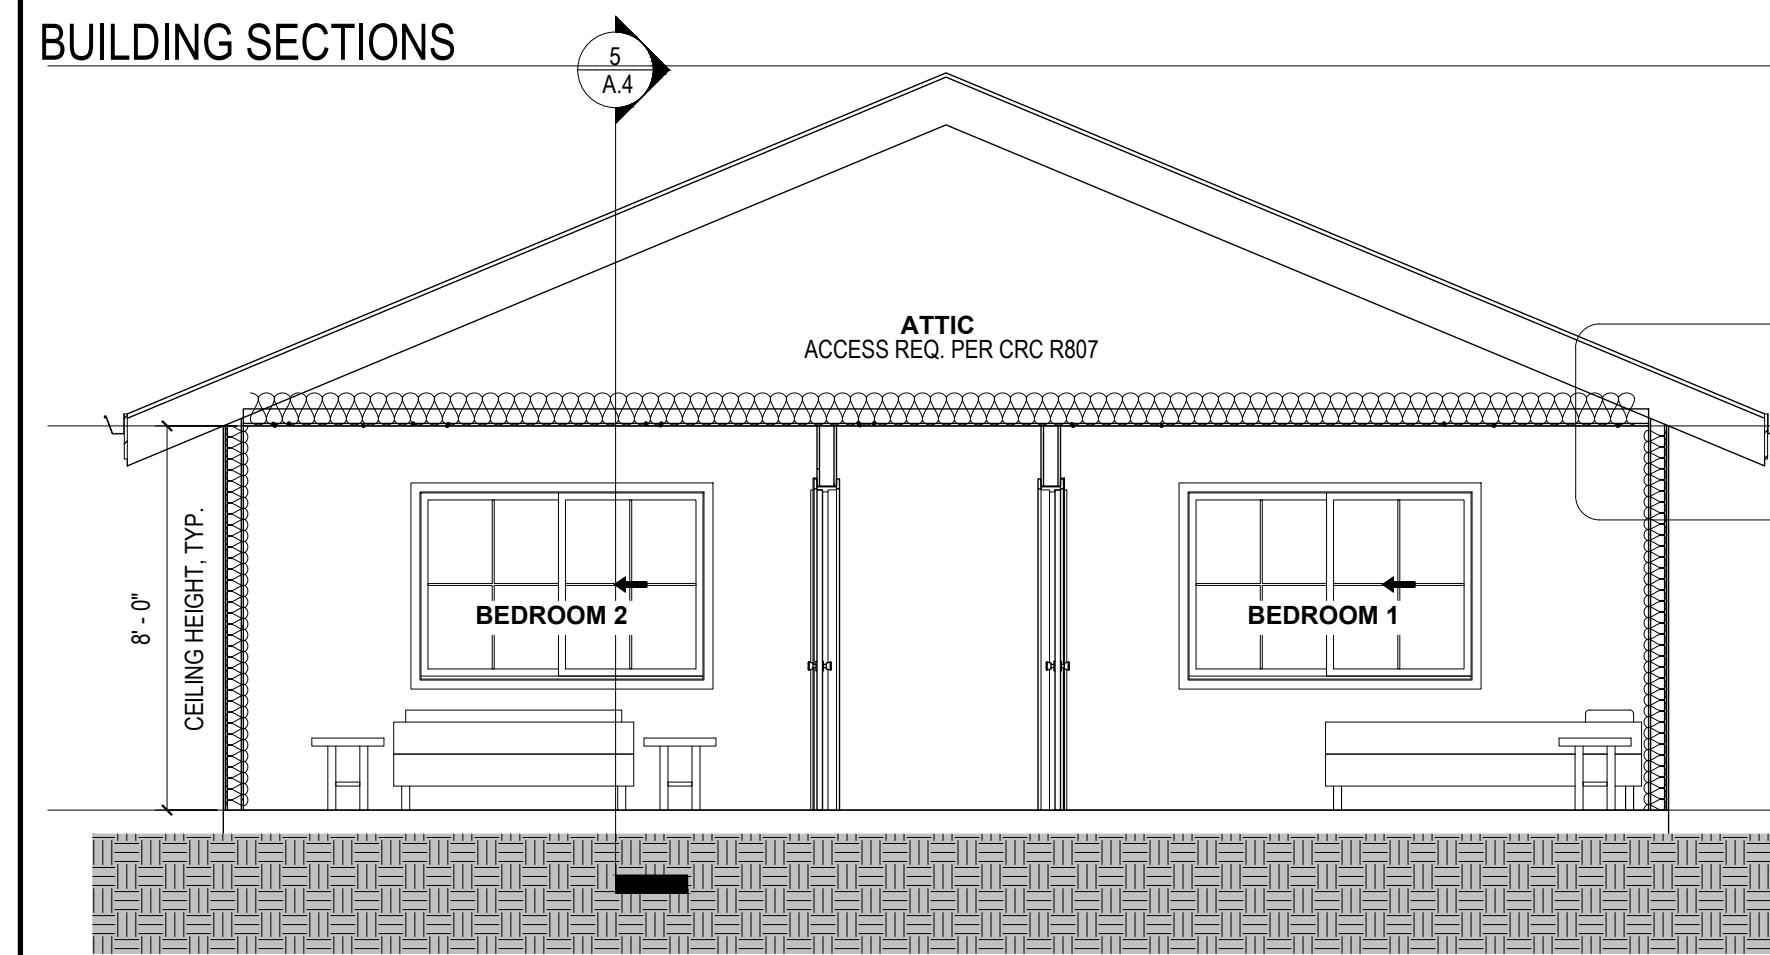 BUILDING SECTIONS
5
A.4
ATTIC
ACCESS REQ. PER CRC R807
8' - 0"
CEILING HEIGHT, TYP.
BEDROOM 2
BEDROOM 1